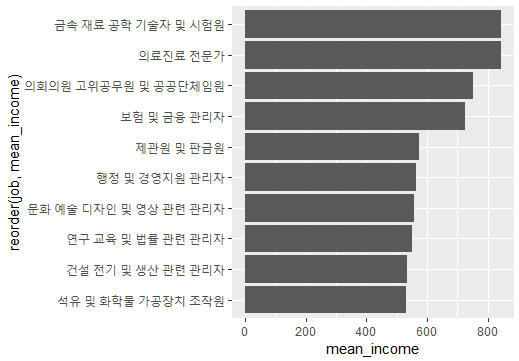 reorder(job, mean_income)
금속 재료 공학 기술자 및 시험원
의료진료 전문가
의회의원 고위공무원 및 공공단체임원
보험 및 금융 관리자
제관원 및 판금원
행정 및 경영지원 관리자
문화 예술 디자인 및 영상 관련 관리자
연구 교육 및 법률 관련 관리자
건설 전기 및 생산 관련 관리자
석유 및 화학물 가공장치 조작원
0 200 400 600 800
mean_income